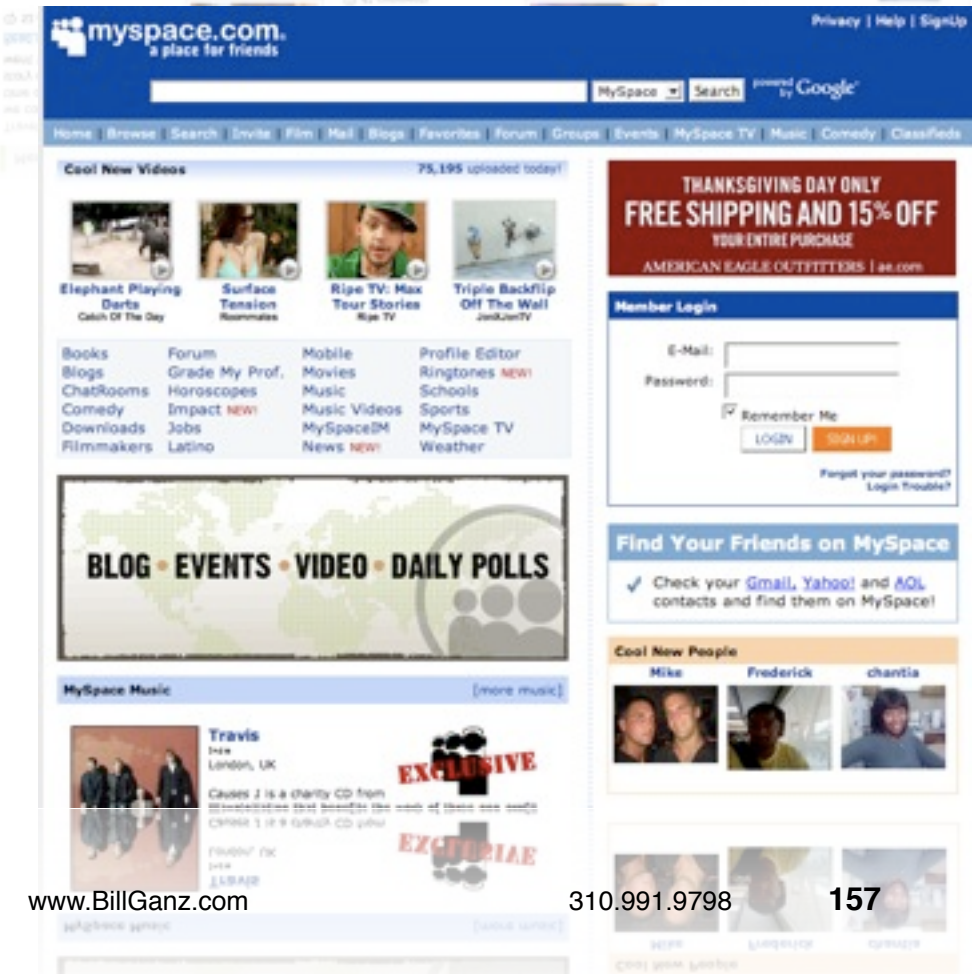 myspace.com.
a place for friends
Privacy | Help | SignUp
MySpace Search powered by Google
Home | Browse | Search | Invite | Film | Mail | Blogs | Favorites | Forum | Groups | Events | MySpace TV | Music | Comedy | Classifieds
Cool New Videos 75,195 uploaded today!
Elephant Playing Darts
Catch Of The Day
Surface Tension
Roommates
Ripe TV: Max Tour Stories
Ripe TV
Triple Backflip Off The Wall
JonXJonTV
Books Forum Mobile Profile Editor
Blogs Grade My Prof. Movies Ringtones NEW!
ChatRooms Horoscopes Music Schools
Comedy Impact NEW! Music Videos Sports
Downloads Jobs MySpaceIM MySpace TV
Filmmakers Latino News NEW! Weather
BLOG • EVENTS • VIDEO • DAILY POLLS
MySpace Music [more music]
Travis
London, UK
Causes 1 is a charity CD from
EXCLUSIVE
THANKSGIVING DAY ONLY
FREE SHIPPING AND 15% OFF
YOUR ENTIRE PURCHASE
AMERICAN EAGLE OUTFITTERS | ae.com
Member Login
E-Mail:
Password:
Remember Me
LOGIN SIGN UP!
Forgot your password?
Login Trouble?
Find Your Friends on MySpace
Check your Gmail, Yahoo! and AOL
contacts and find them on MySpace!
Cool New People
Mike Frederick chantia
www.BillGanz.com 310.991.9798 157